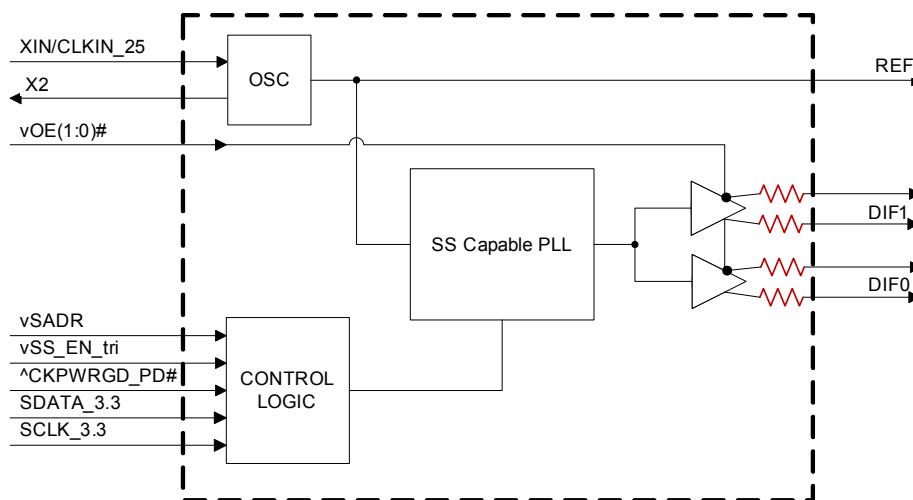 XIN/CLKIN_25
X2
OSC
REF
vOE(1:0)#
SS Capable PLL
DIF1
DIF0
vSADR
vSS_EN_tri
^CKPWRGD_PD#
SDATA_3.3
SCLK_3.3
CONTROL
LOGIC